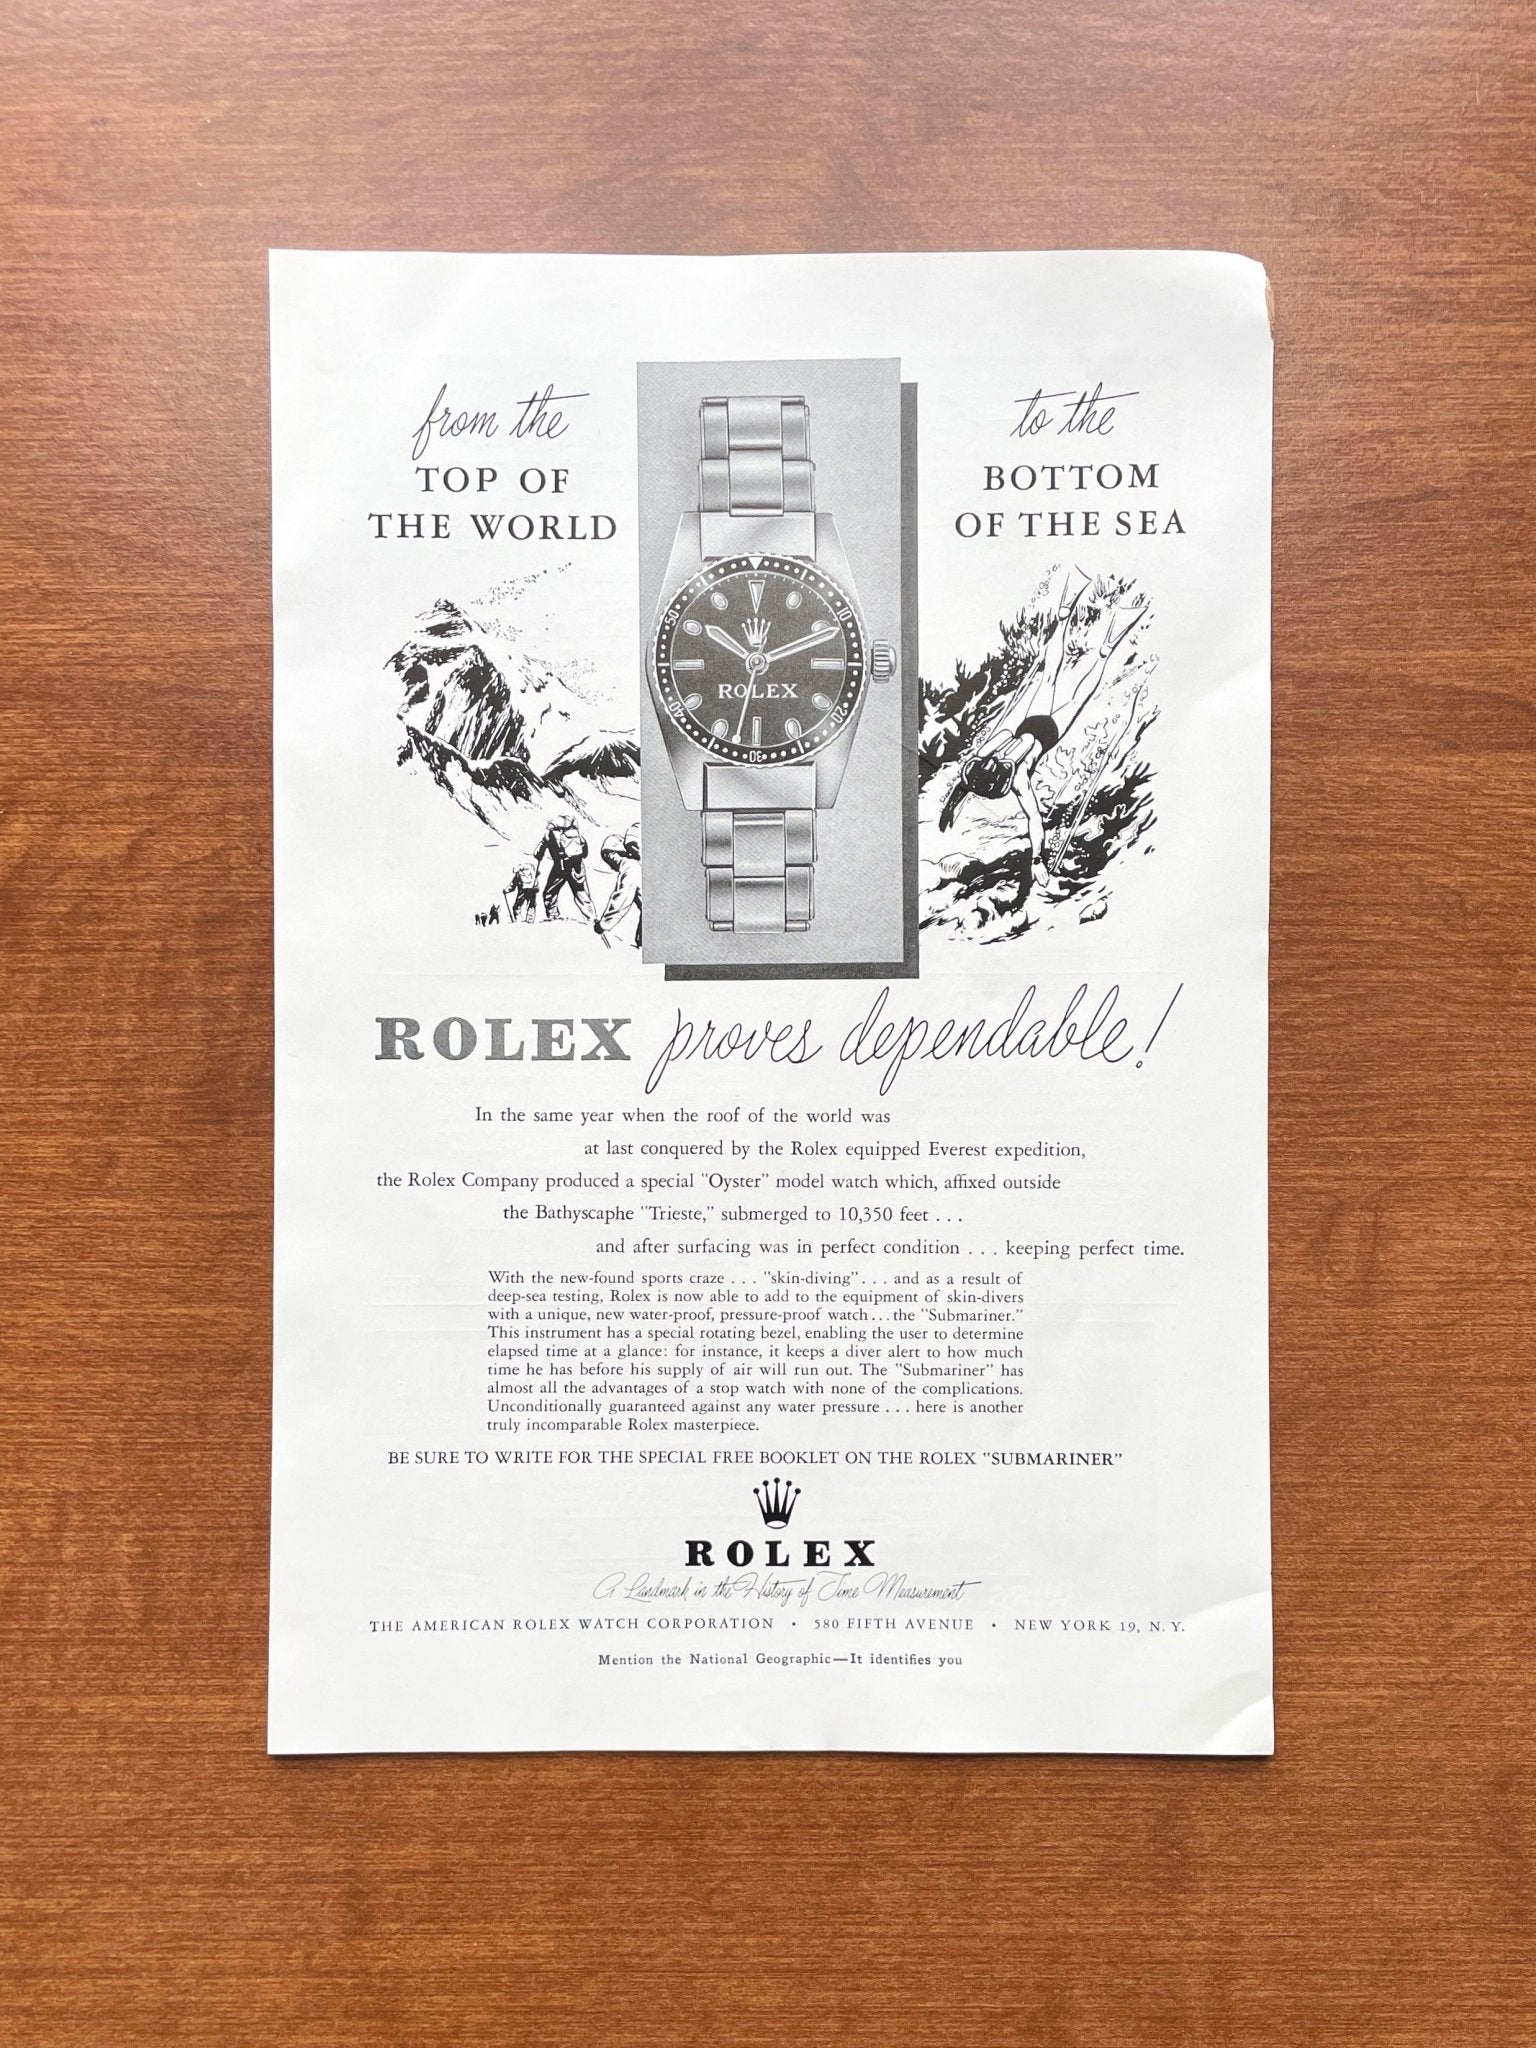 from the
TOP OF
THE WORLD
to the
BOTTOM
OF THE SEA
10
20
30
40
50
ROLEX
ROLEX proves dependable!
In the same year when the roof of the world was
at last conquered by the Rolex equipped Everest expedition,
the Rolex Company produced a special "Oyster" model watch which, affixed outside
the Bathyscaphe "Trieste," submerged to 10,350 feet . . .
and after surfacing was in perfect condition . . . keeping perfect time.
With the new-found sports craze . . . "skin-diving" . . . and as a result of
deep-sea testing, Rolex is now able to add to the equipment of skin-divers
with a unique, new water-proof, pressure-proof watch . . . the "Submariner."
This instrument has a special rotating bezel, enabling the user to determine
elapsed time at a glance: for instance, it keeps a diver alert to how much
time he has before his supply of air will run out. The "Submariner" has
almost all the advantages of a stop watch with none of the complications.
Unconditionally guaranteed against any water pressure . . . here is another
truly incomparable Rolex masterpiece.
BE SURE TO WRITE FOR THE SPECIAL FREE BOOKLET ON THE ROLEX "SUBMARINER"
ROLEX
A Landmark in the History of Time Measurement
THE AMERICAN ROLEX WATCH CORPORATION • 580 FIFTH AVENUE • NEW YORK 19, N. Y.
Mention the National Geographic—It identifies you